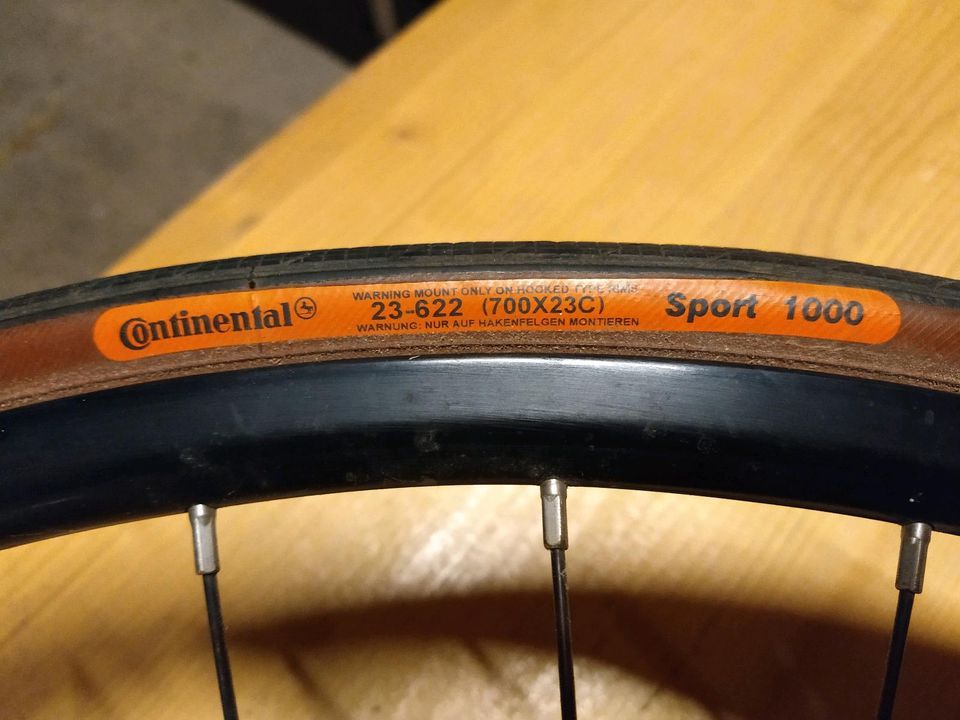 Continental
WARNING MOUNT ONLY ON HOOKED TYPE RIMS
23-622 (700X23C)
WARNUNG: NUR AUF HAKENFELGEN MONTIEREN
Sport 1000